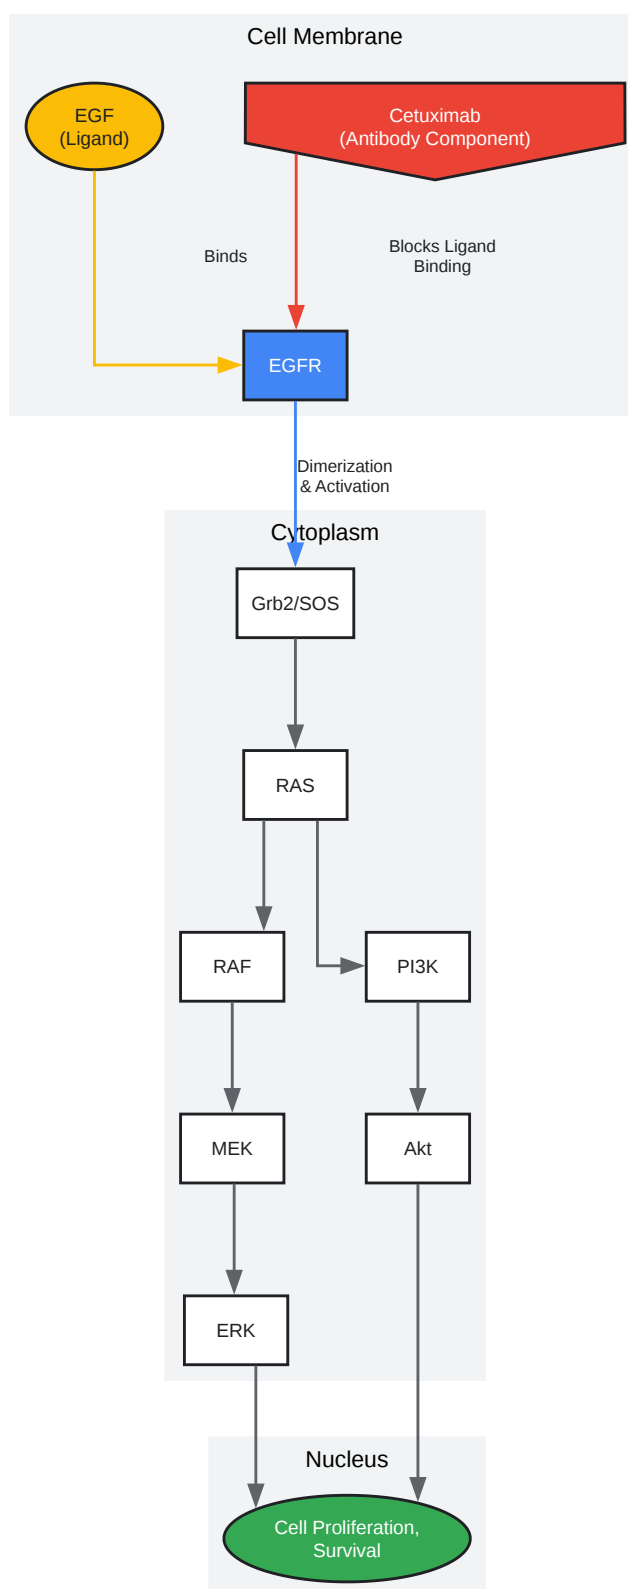 Cell Membrane
EGF
(Ligand)
Cetuximab
(Antibody Component)
Binds
Blocks Ligand
Binding
EGFR
Dimerization
& Activation
Cytoplasm
Grb2/SOS
RAS
RAF
PI3K
MEK
Akt
ERK
Nucleus
Cell Proliferation,
Survival